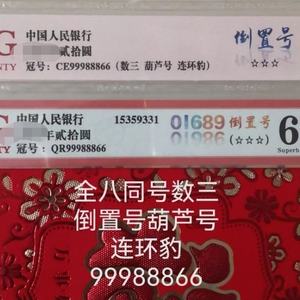 G
NTY
中国人民银行
贰拾圆
冠号：CE99988866（数三 葫芦号 连环豹）
倒置号
☆☆☆
中国人民银行
年贰拾圆
冠号：QR99988866
15359331
01689
倒置号
（☆☆☆）
6
Superb
全八同号数三
倒置号葫芦号
连环豹
99988866